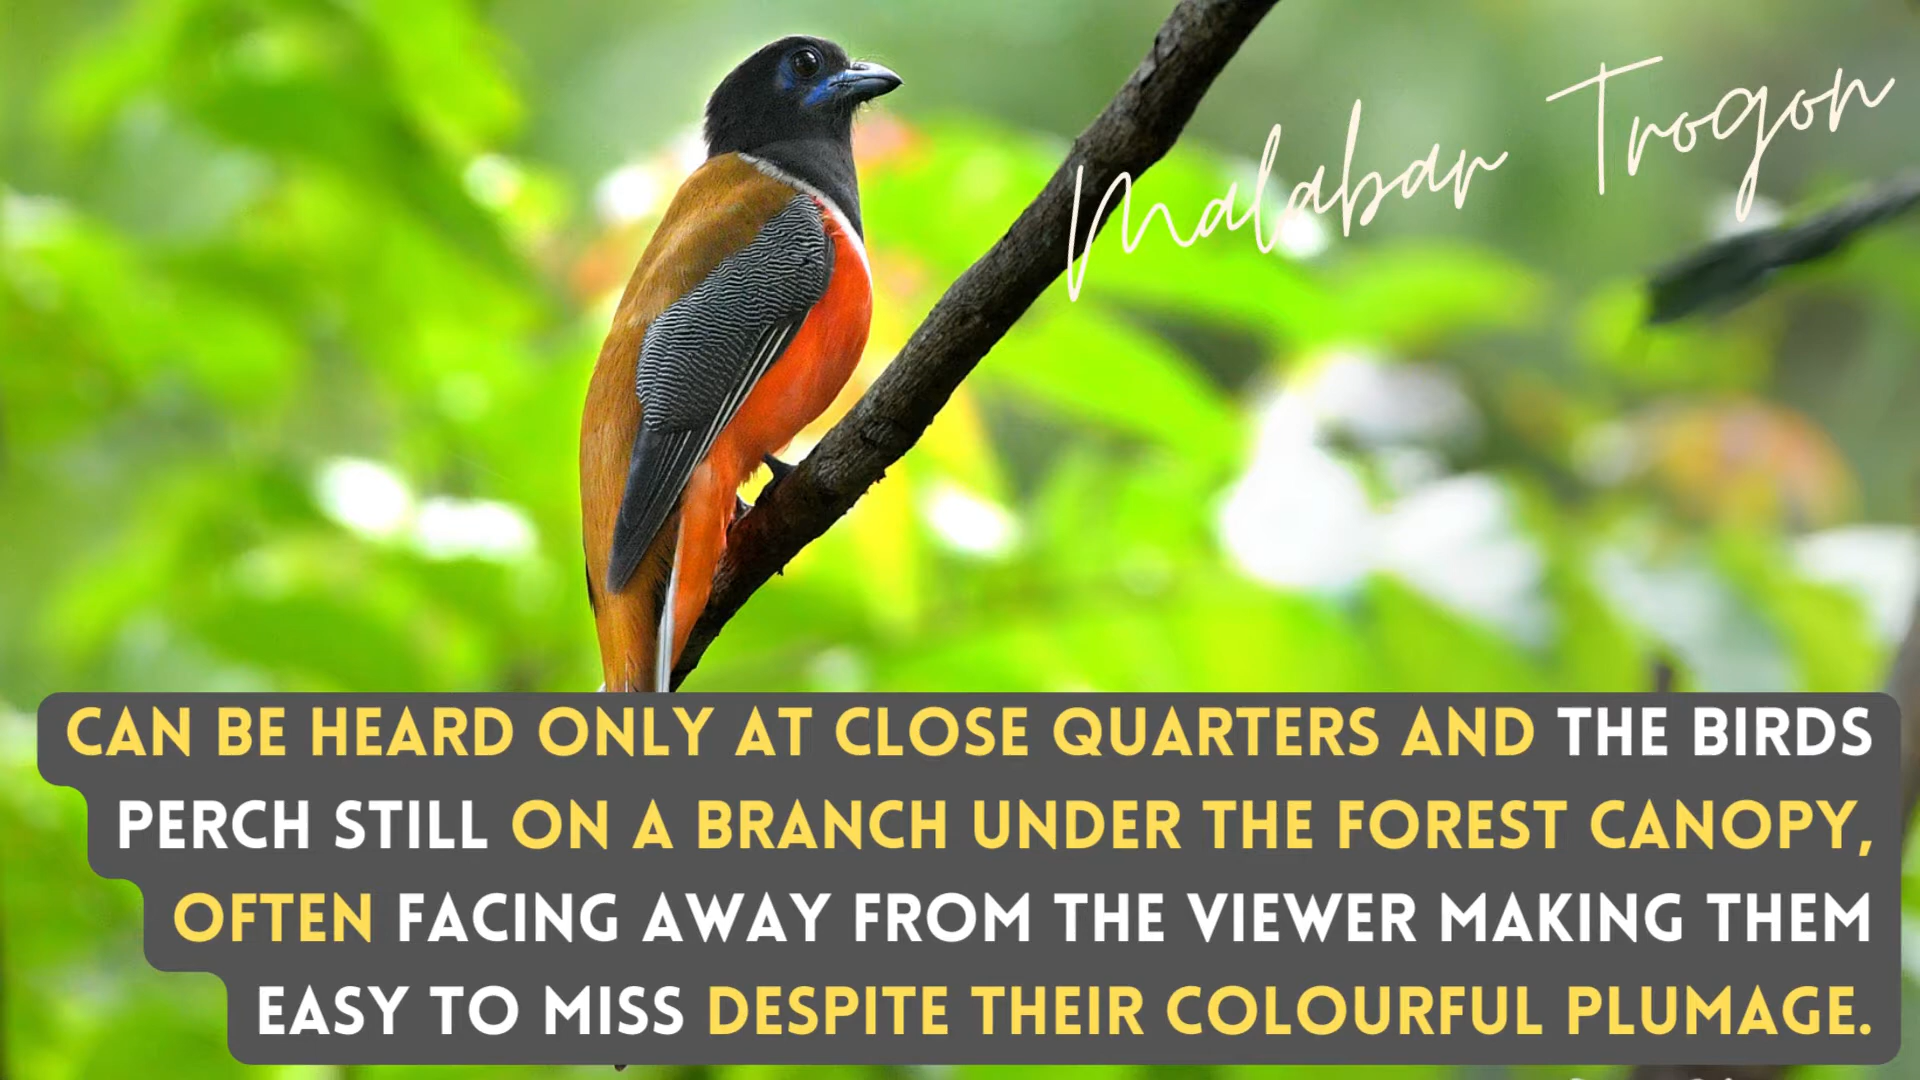 Malabar Trogon
CAN BE HEARD ONLY AT CLOSE QUARTERS AND THE BIRDS
PERCH STILL ON A BRANCH UNDER THE FOREST CANOPY,
OFTEN FACING AWAY FROM THE VIEWER MAKING THEM
EASY TO MISS DESPITE THEIR COLOURFUL PLUMAGE.